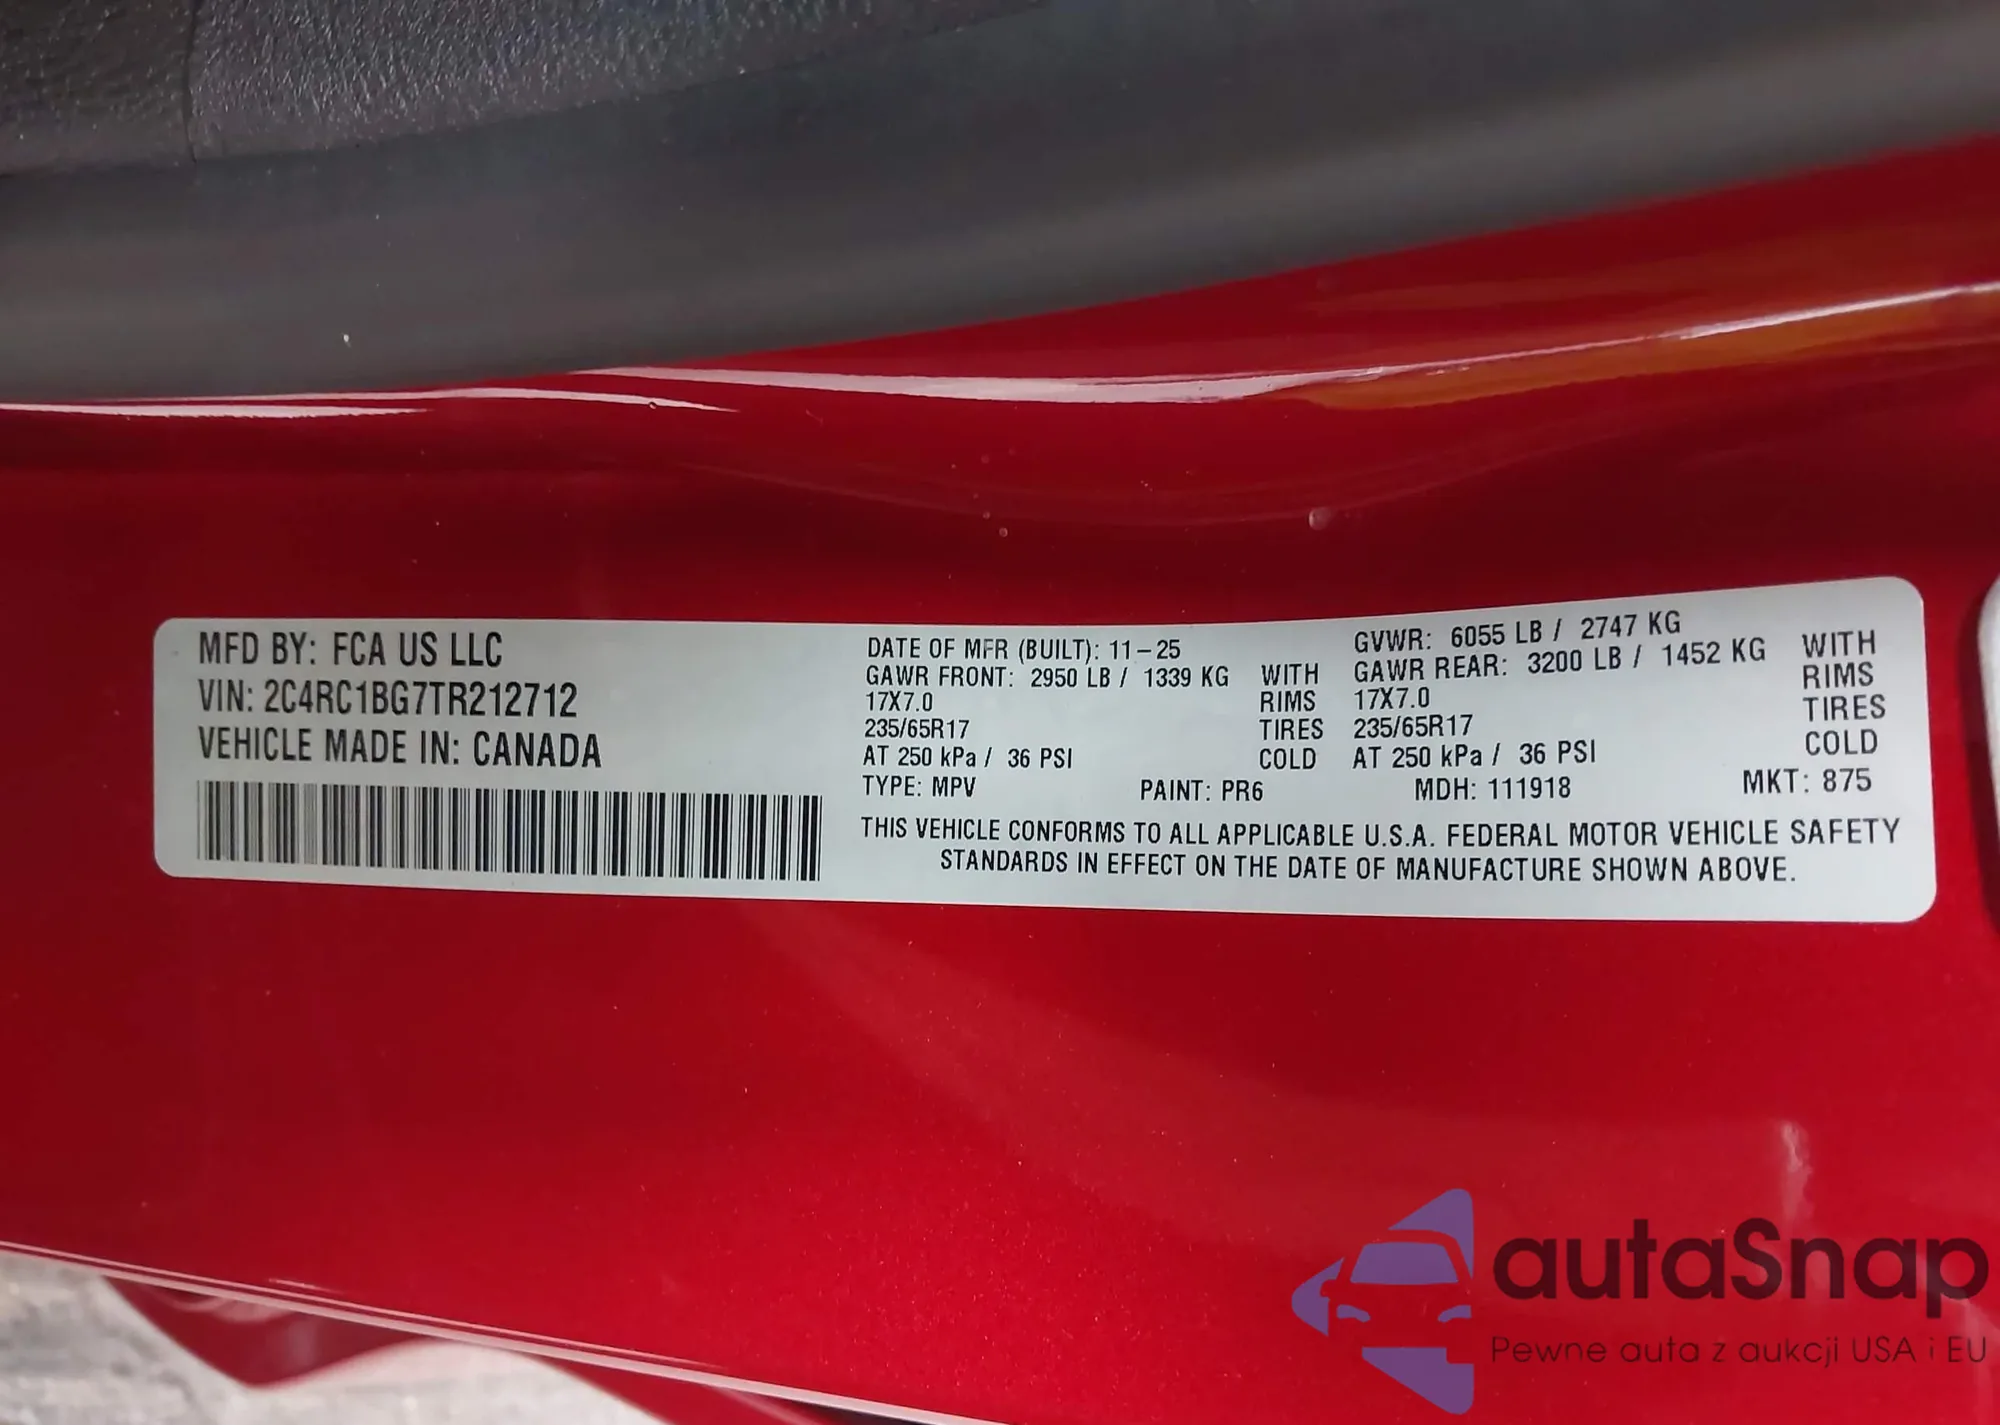 MFD BY: FCA US LLC
VIN: 2C4RC1BG7TR212712
VEHICLE MADE IN: CANADA
DATE OF MFR (BUILT): 11-25
GAWR FRONT: 2950 LB / 1339 KG WITH
17X7.0 RIMS
235/65R17 TIRES
AT 250 kPa / 36 PSI COLD
GVWR: 6055 LB / 2747 KG
GAWR REAR: 3200 LB / 1452 KG WITH
17X7.0 RIMS
235/65R17 TIRES
AT 250 kPa / 36 PSI COLD
TYPE: MPV PAINT: PR6 MDH: 111918 MKT: 875
THIS VEHICLE CONFORMS TO ALL APPLICABLE U.S.A. FEDERAL MOTOR VEHICLE SAFETY
STANDARDS IN EFFECT ON THE DATE OF MANUFACTURE SHOWN ABOVE.
autaSnap
Pewne auta z aukcji USA i EU